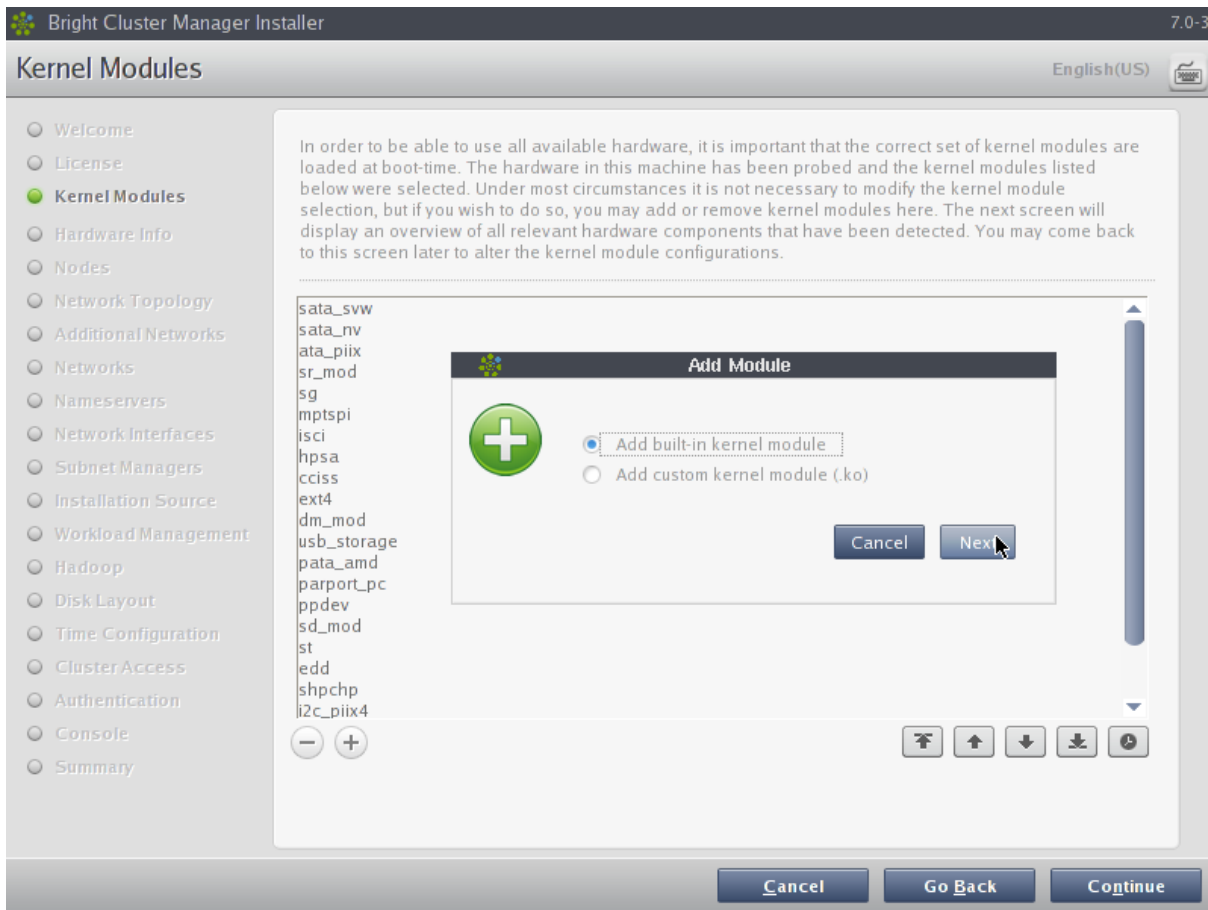 Bright Cluster Manager Installer
7.0-3
Kernel Modules
English(US)
Welcome
License
Kernel Modules
Hardware Info
Nodes
Network Topology
Additional Networks
Networks
Nameservers
Network Interfaces
Subnet Managers
Installation Source
Workload Management
Hadoop
Disk Layout
Time Configuration
Cluster Access
Authentication
Console
Summary
In order to be able to use all available hardware, it is important that the correct set of kernel modules are
loaded at boot-time. The hardware in this machine has been probed and the kernel modules listed
below were selected. Under most circumstances it is not necessary to modify the kernel module
selection, but if you wish to do so, you may add or remove kernel modules here. The next screen will
display an overview of all relevant hardware components that have been detected. You may come back
to this screen later to alter the kernel module configurations.
sata_svw
sata_nv
ata_piix
sr_mod
sg
mptspi
isci
hpsa
cciss
ext4
dm_mod
usb_storage
pata_amd
parport_pc
ppdev
sd_mod
st
edd
shpchp
i2c_piix4
Add Module
Add built-in kernel module
Add custom kernel module (.ko)
Cancel
Next
Cancel
Go Back
Continue